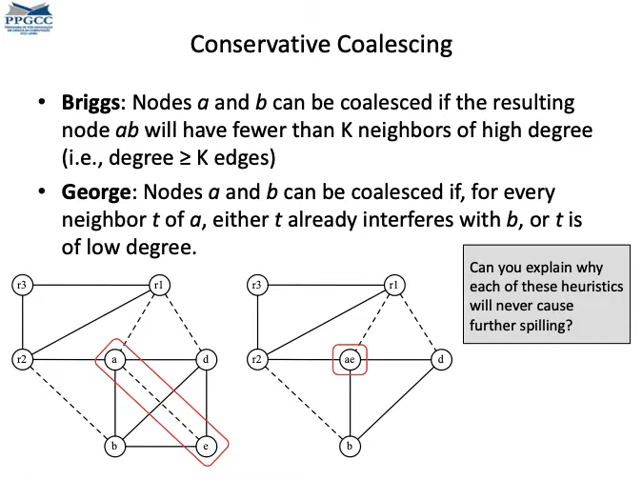 PPGCC
Conservative Coalescing
• Briggs: Nodes a and b can be coalesced if the resulting
node ab will have fewer than K neighbors of high degree
(i.e., degree ≥ K edges)
• George: Nodes a and b can be coalesced if, for every
neighbor t of a, either t already interferes with b, or t is
of low degree.
Can you explain why
each of these heuristics
will never cause
further spilling?
r3 r1 r3 r1
r2 a d r2 ae d
b e b